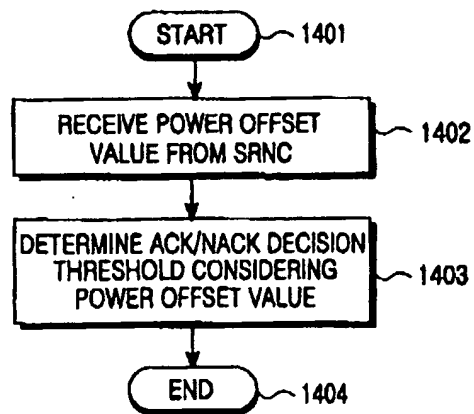 START
1401
RECEIVE POWER OFFSET
VALUE FROM SRNC
1402
DETERMINE ACK/NACK DECISION
THRESHOLD CONSIDERING
POWER OFFSET VALUE
1403
END
1404